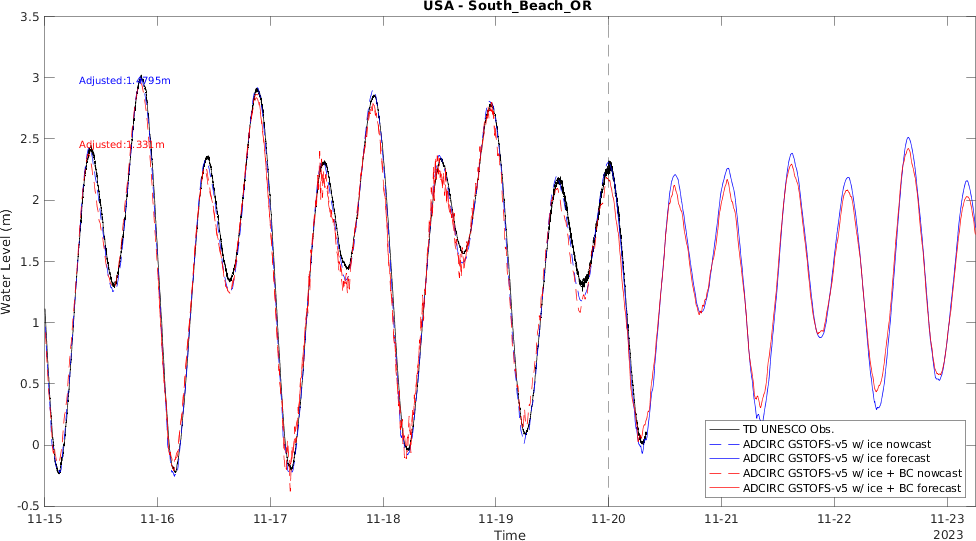 USA - South_Beach_OR
3.5
3
2.5
2
1.5
1
0.5
0
-0.5
Water Level (m)
Adjusted:1.4795m
Adjusted:1.331m
TD UNESCO Obs.
ADCIRC GSTOFS-v5 w/ ice nowcast
ADCIRC GSTOFS-v5 w/ ice forecast
ADCIRC GSTOFS-v5 w/ ice + BC nowcast
ADCIRC GSTOFS-v5 w/ ice + BC forecast
11-15 11-16 11-17 11-18 11-19 11-20 11-21 11-22 11-23
Time
2023